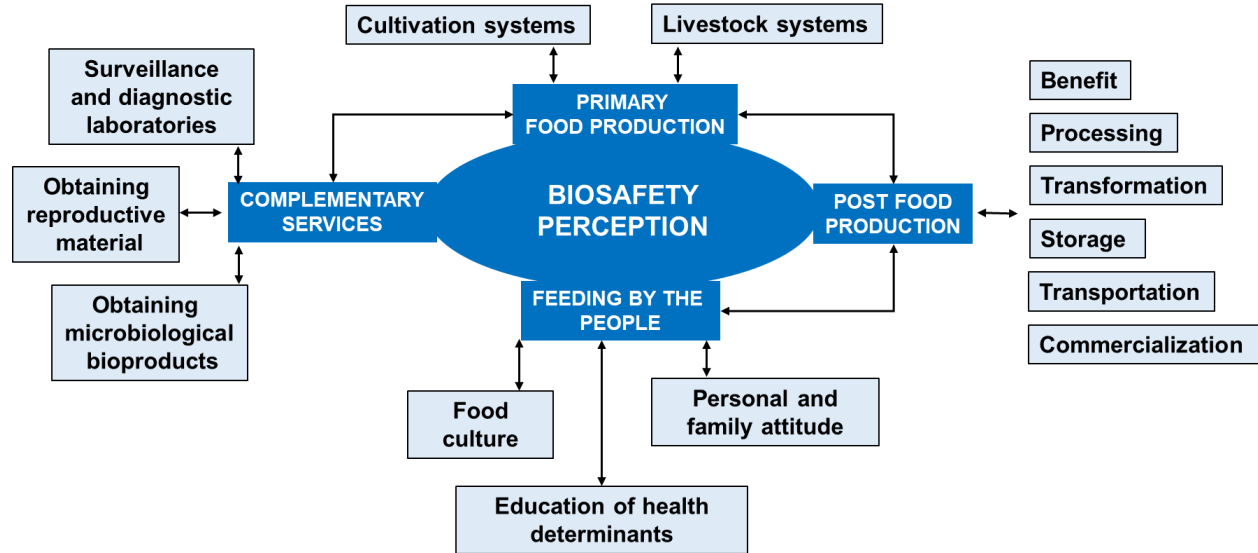 Cultivation systems
Livestock systems
Surveillance
and diagnostic
laboratories
PRIMARY
FOOD PRODUCTION
Benefit
Processing
Obtaining
reproductive
material
COMPLEMENTARY
SERVICES
BIOSAFETY
PERCEPTION
POST FOOD
PRODUCTION
Transformation
Storage
Transportation
Commercialization
Obtaining
microbiological
bioproducts
FEEDING BY THE
PEOPLE
Food
culture
Personal and
family attitude
Education of health
determinants